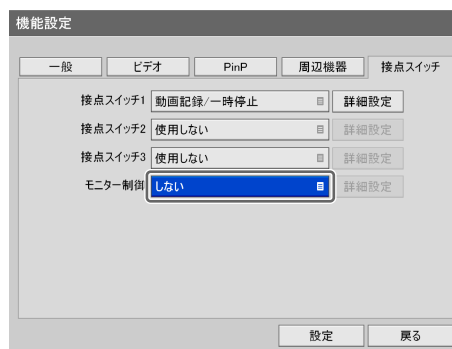 機能設定
一般 ビデオ PinP 周辺機器 接点スイッチ
接点スイッチ1 動画記録/一時停止 詳細設定
接点スイッチ2 使用しない 詳細設定
接点スイッチ3 使用しない 詳細設定
モニター制御 しない 詳細設定
設定 戻る